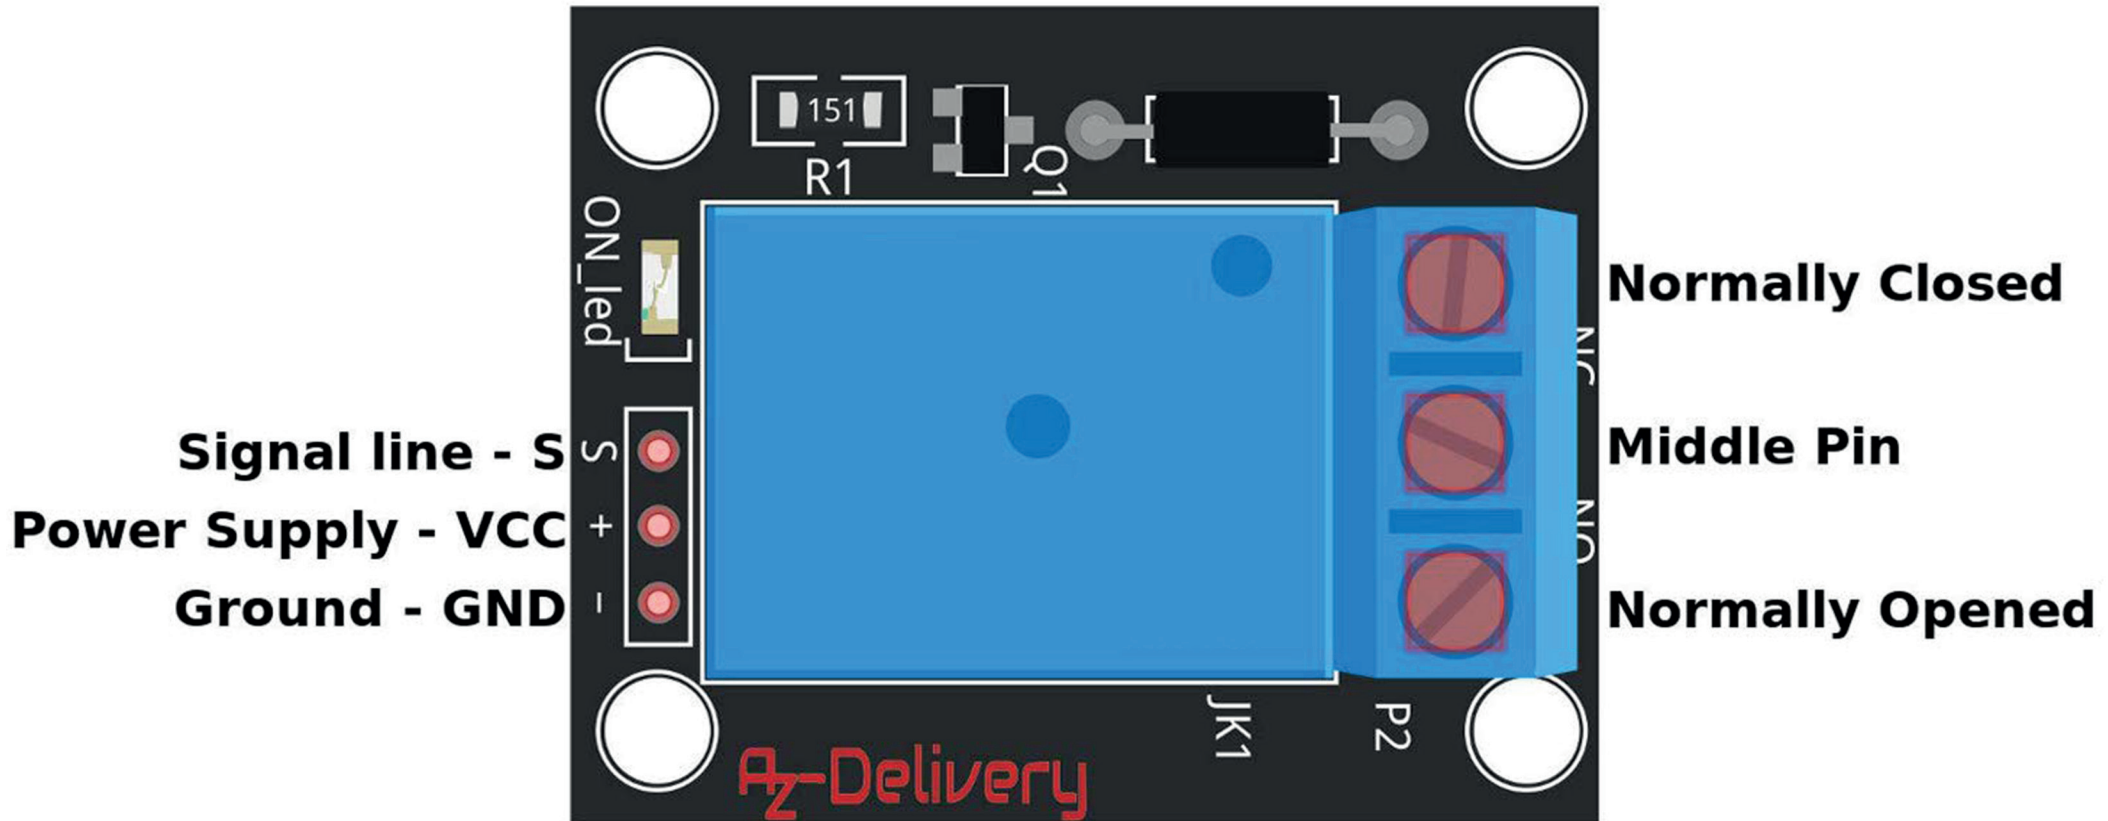 151
R1
Q1
ON_led
Normally Closed
NC
Signal line - S
S
Middle Pin
Power Supply - VCC
+
NO
Ground - GND
-
Normally Opened
JK1
P2
Az-Delivery